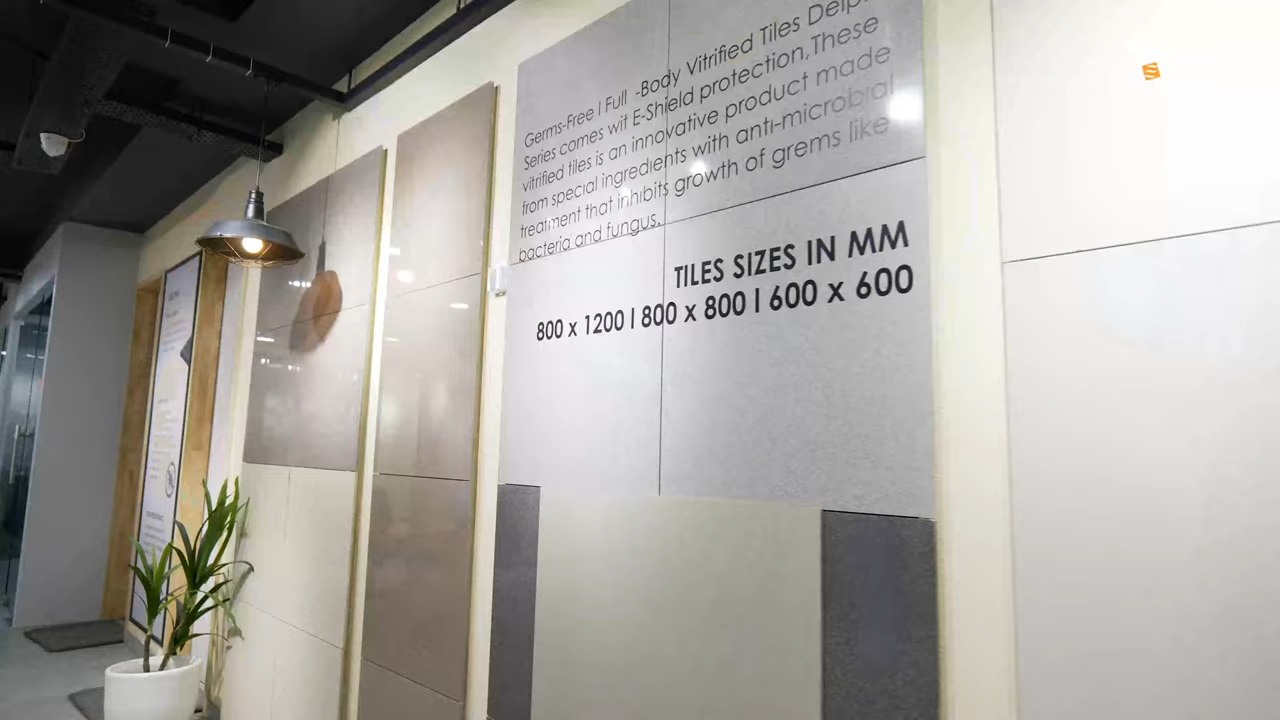 Germs-Free | Full -Body Vitrified Tiles
Series comes wit E-Shield protection,These
vitrified tiles is an innovative product made
from special ingredients with anti-microbial
treatment that inhibits growth of grems like
bacteria and fungus.
TILES SIZES IN MM
800 x 1200 | 800 x 800 | 600 x 600